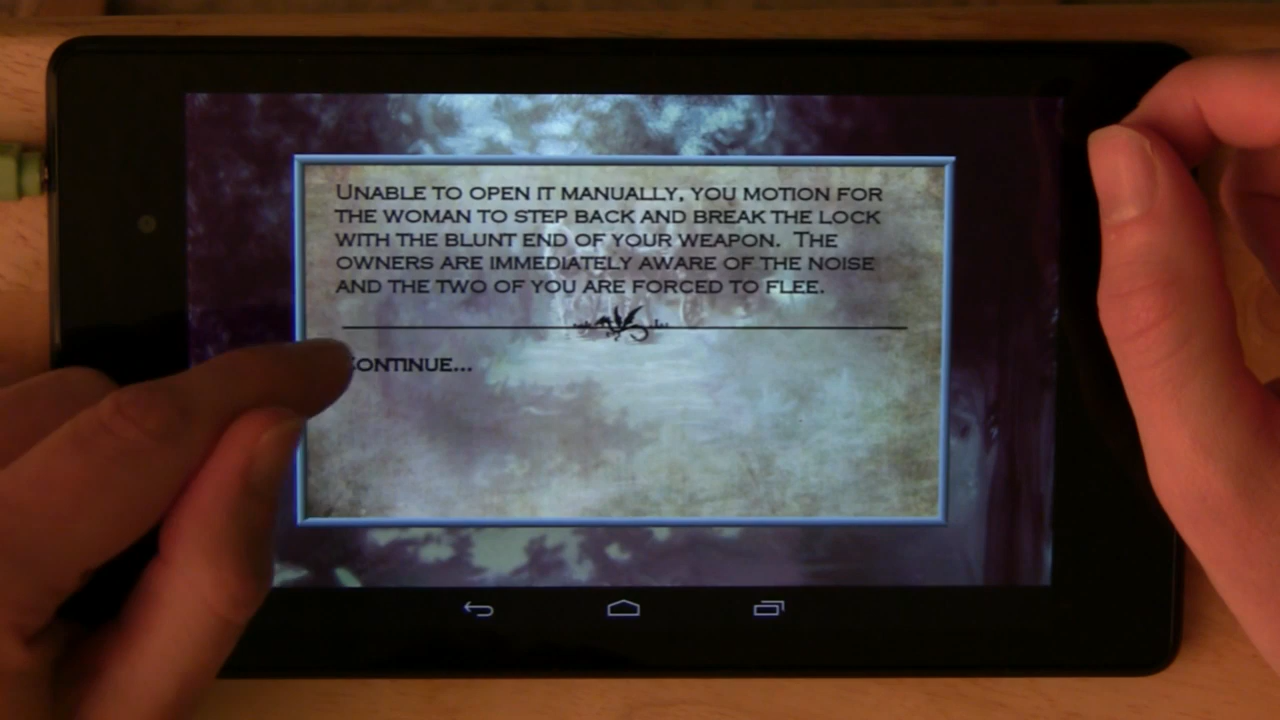 Unable to open it manually, you motion for
the woman to step back and break the lock
with the blunt end of your weapon. The
owners are immediately aware of the noise
and the two of you are forced to flee.
Continue...